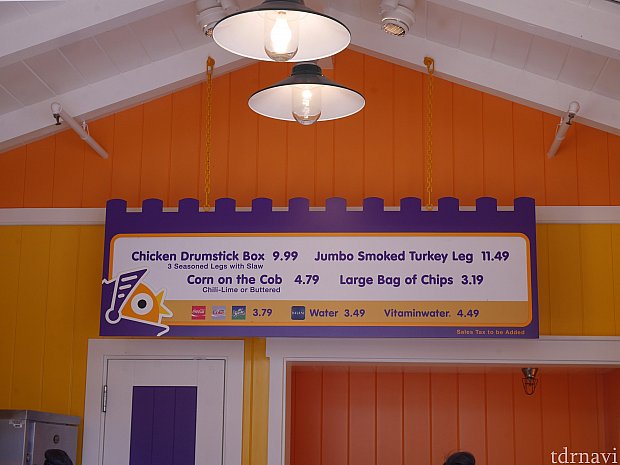 Chicken Drumstick Box 9.99 Jumbo Smoked Turkey Leg 11.49
3 Seasoned Legs with Slaw
Corn on the Cob 4.79 Large Bag of Chips 3.19
Chili-Lime or Buttered
3.79 Water 3.49 Vitaminwater. 4.49
Sales Tax to be Added
tdrnavi